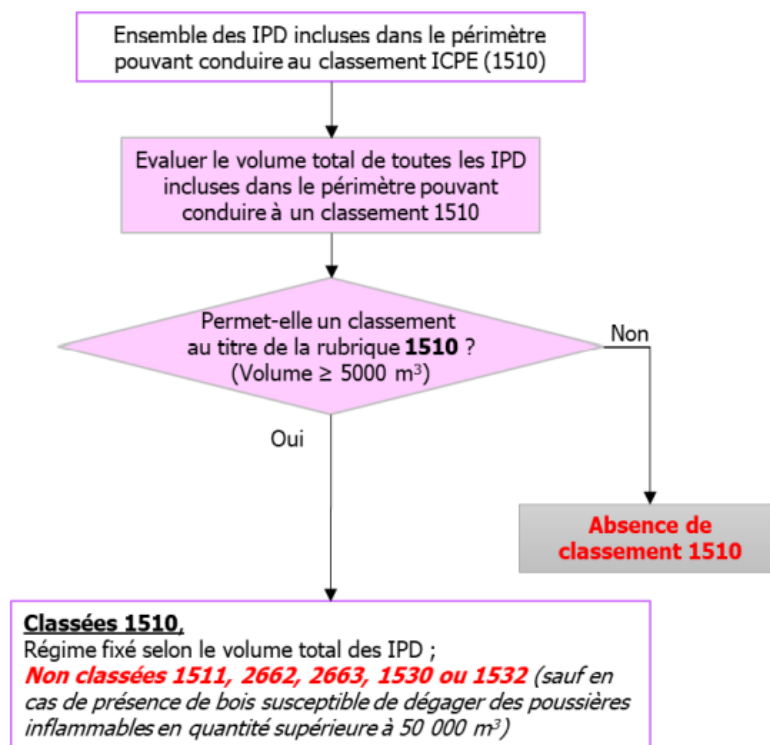 Ensemble des IPD incluses dans le périmètre
pouvant conduire au classement ICPE (1510)
Evaluer le volume total de toutes les IPD
incluses dans le périmètre pouvant
conduire à un classement 1510
Permet-elle un classement
au titre de la rubrique 1510 ?
(Volume ≥ 5000 m³)
Non
Oui
Absence de
classement 1510
Classées 1510,
Régime fixé selon le volume total des IPD ;
Non classées 1511, 2662, 2663, 1530 ou 1532 (sauf en
cas de présence de bois susceptible de dégager des poussières
inflammables en quantité supérieure à 50 000 m³)